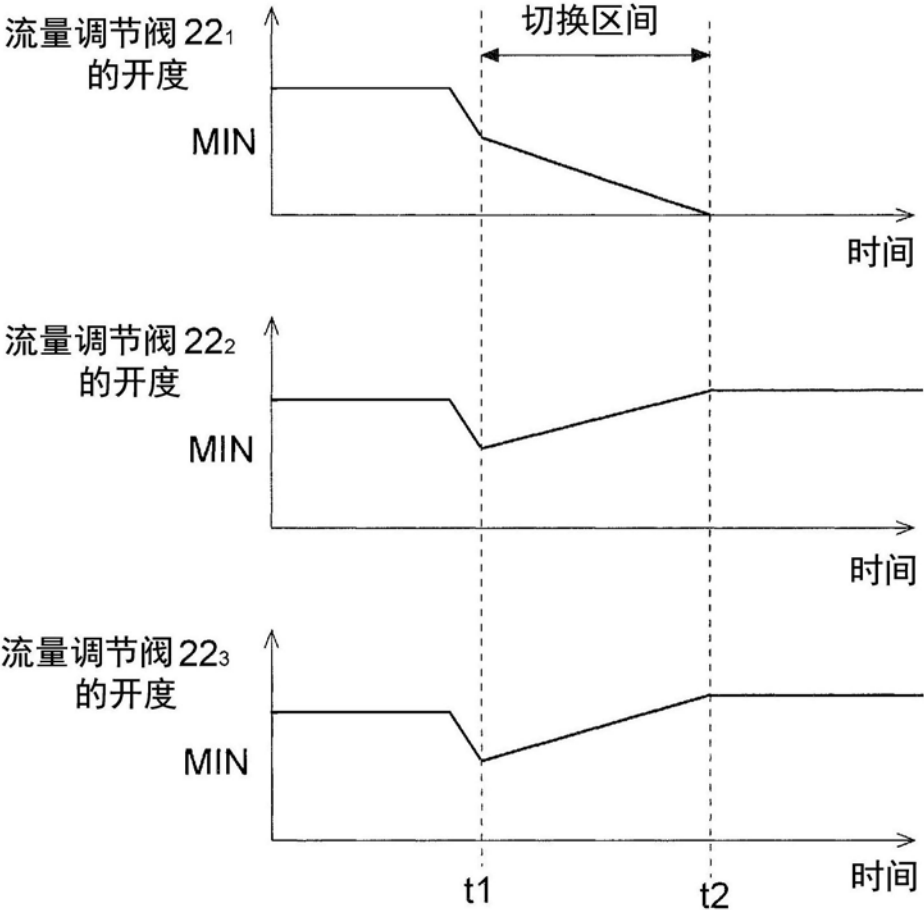 切换区间
流量调节阀 22₁
的开度
MIN
时间
流量调节阀 22₂
的开度
MIN
时间
流量调节阀 22₃
的开度
MIN
时间
t1
t2